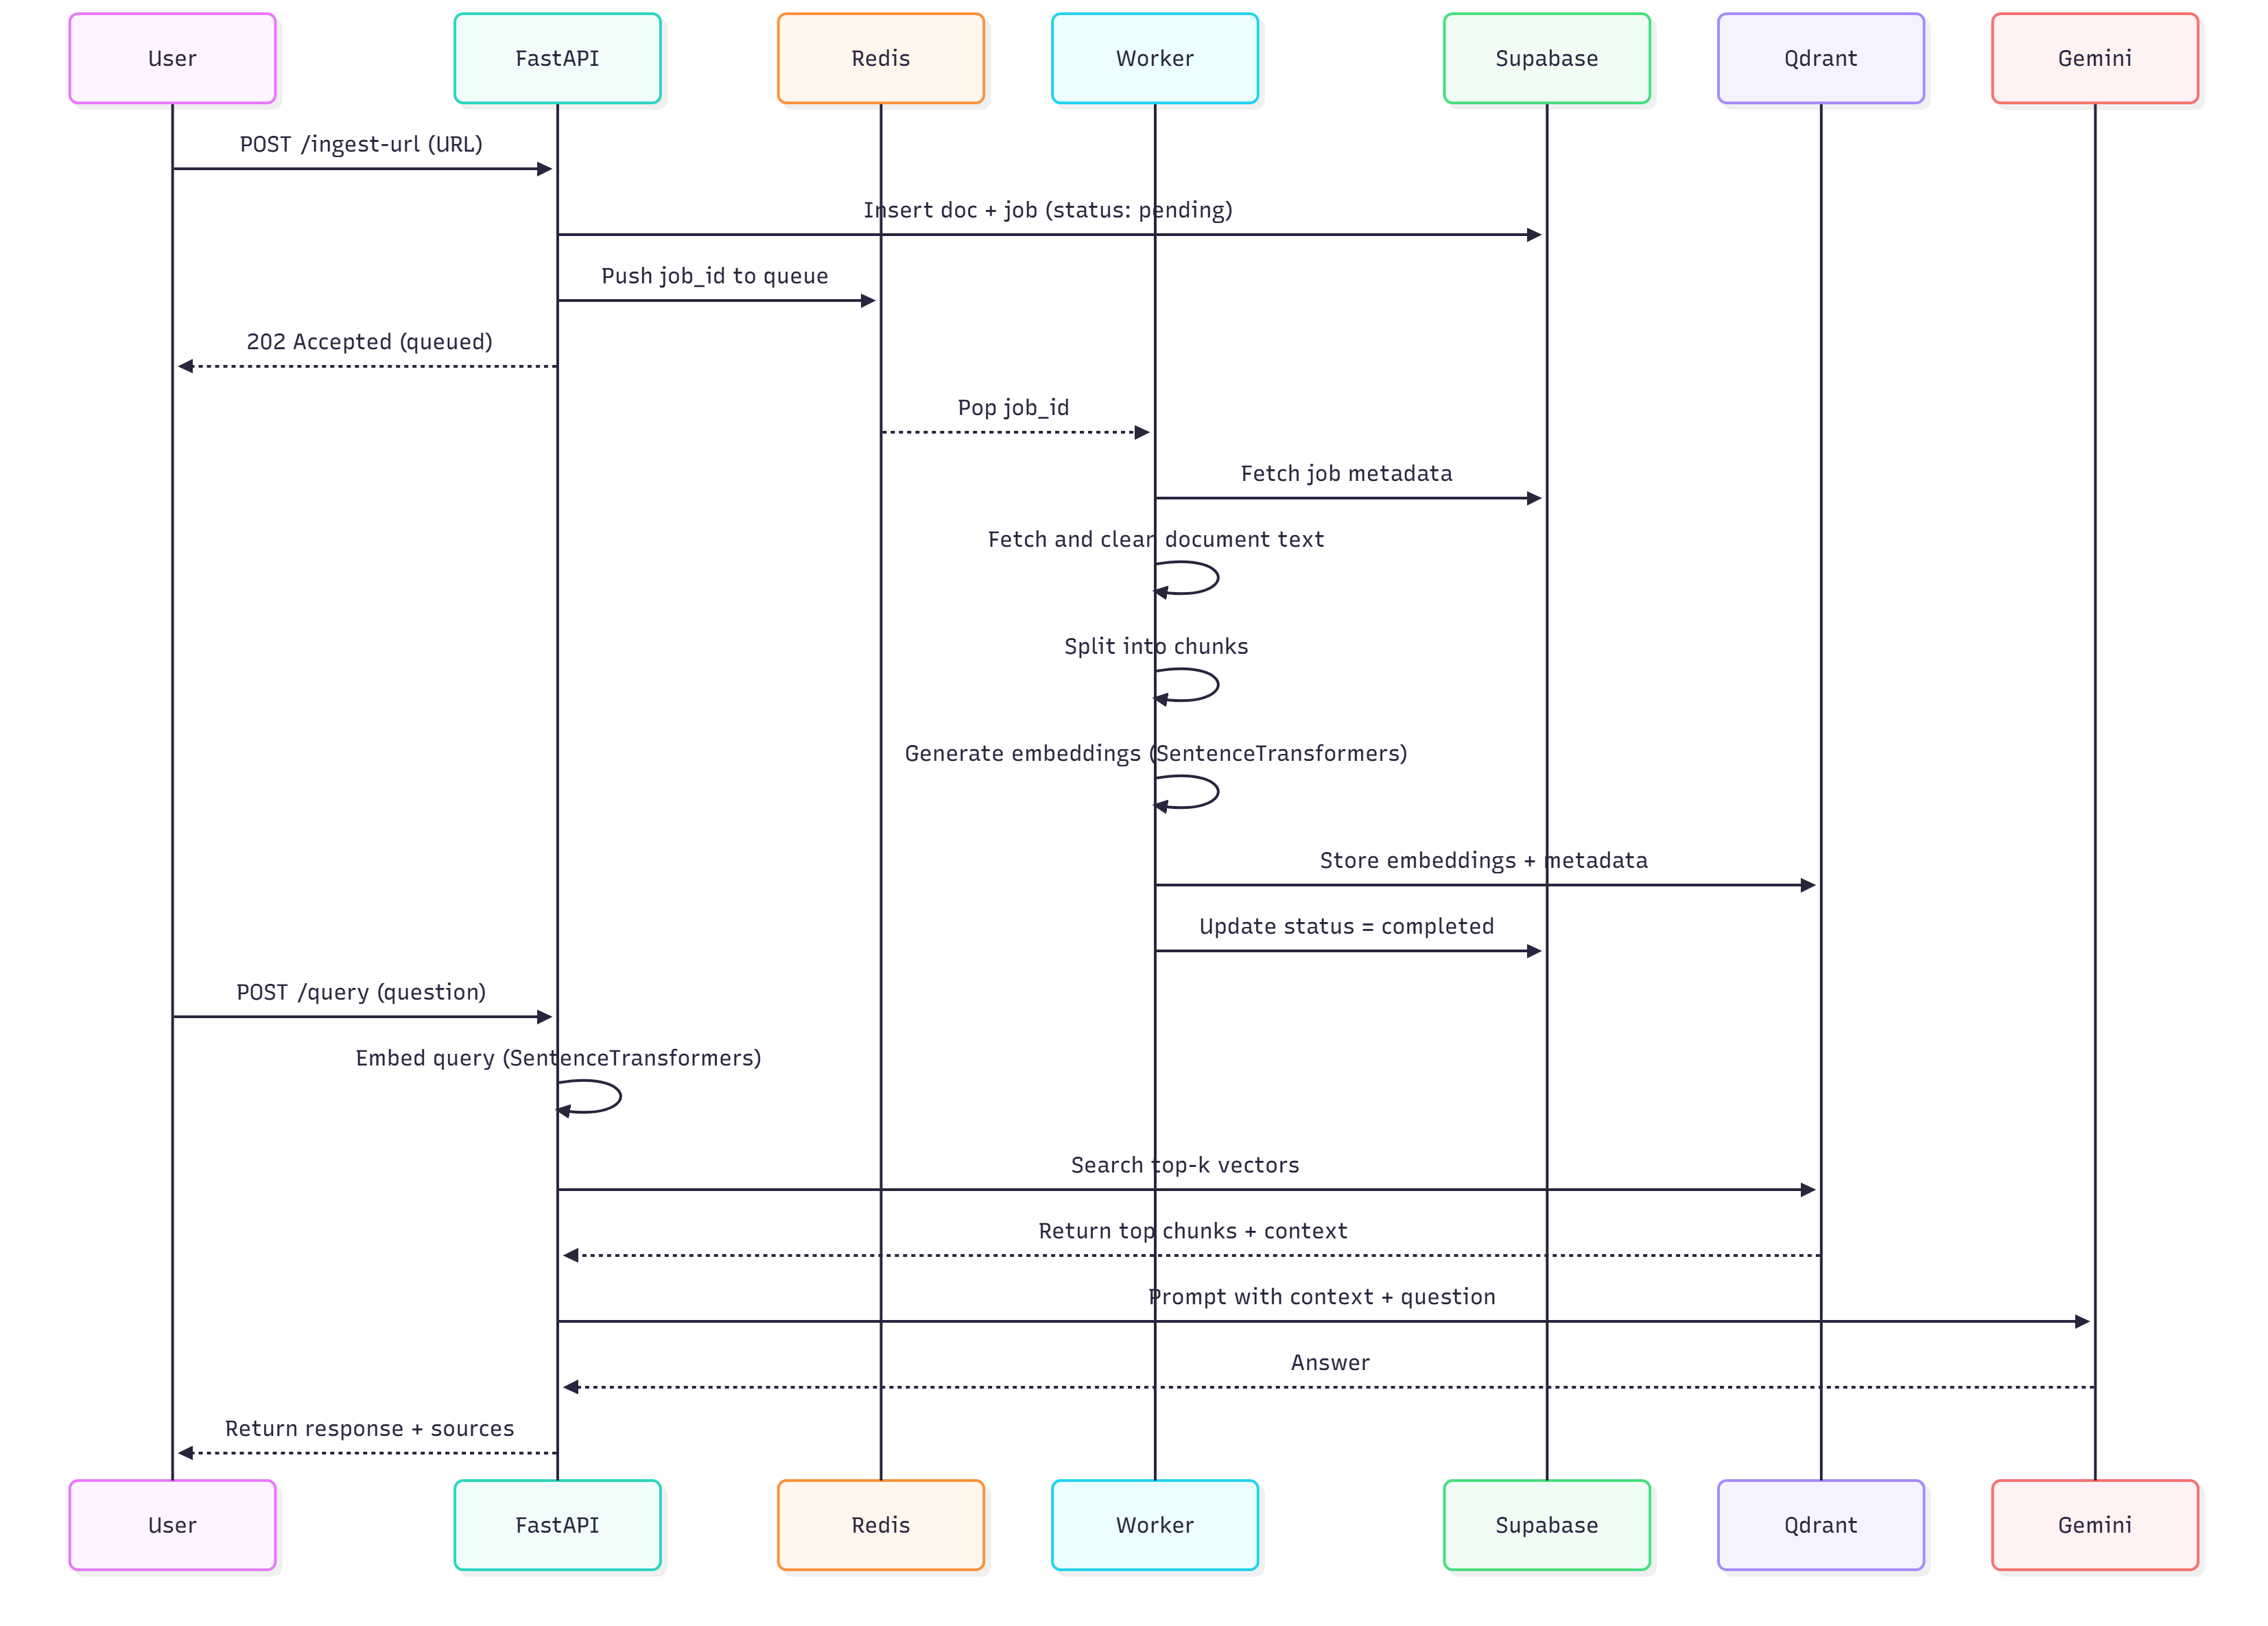 User
FastAPI
Redis
Worker
Supabase
Qdrant
Gemini
POST /ingest-url (URL)
Insert doc + job (status: pending)
Push job_id to queue
202 Accepted (queued)
Pop job_id
Fetch job metadata
Fetch and clean document text
Split into chunks
Generate embeddings (SentenceTransformers)
Store embeddings + metadata
Update status = completed
POST /query (question)
Embed query (SentenceTransformers)
Search top-k vectors
Return top chunks + context
Prompt with context + question
Answer
Return response + sources
User
FastAPI
Redis
Worker
Supabase
Qdrant
Gemini